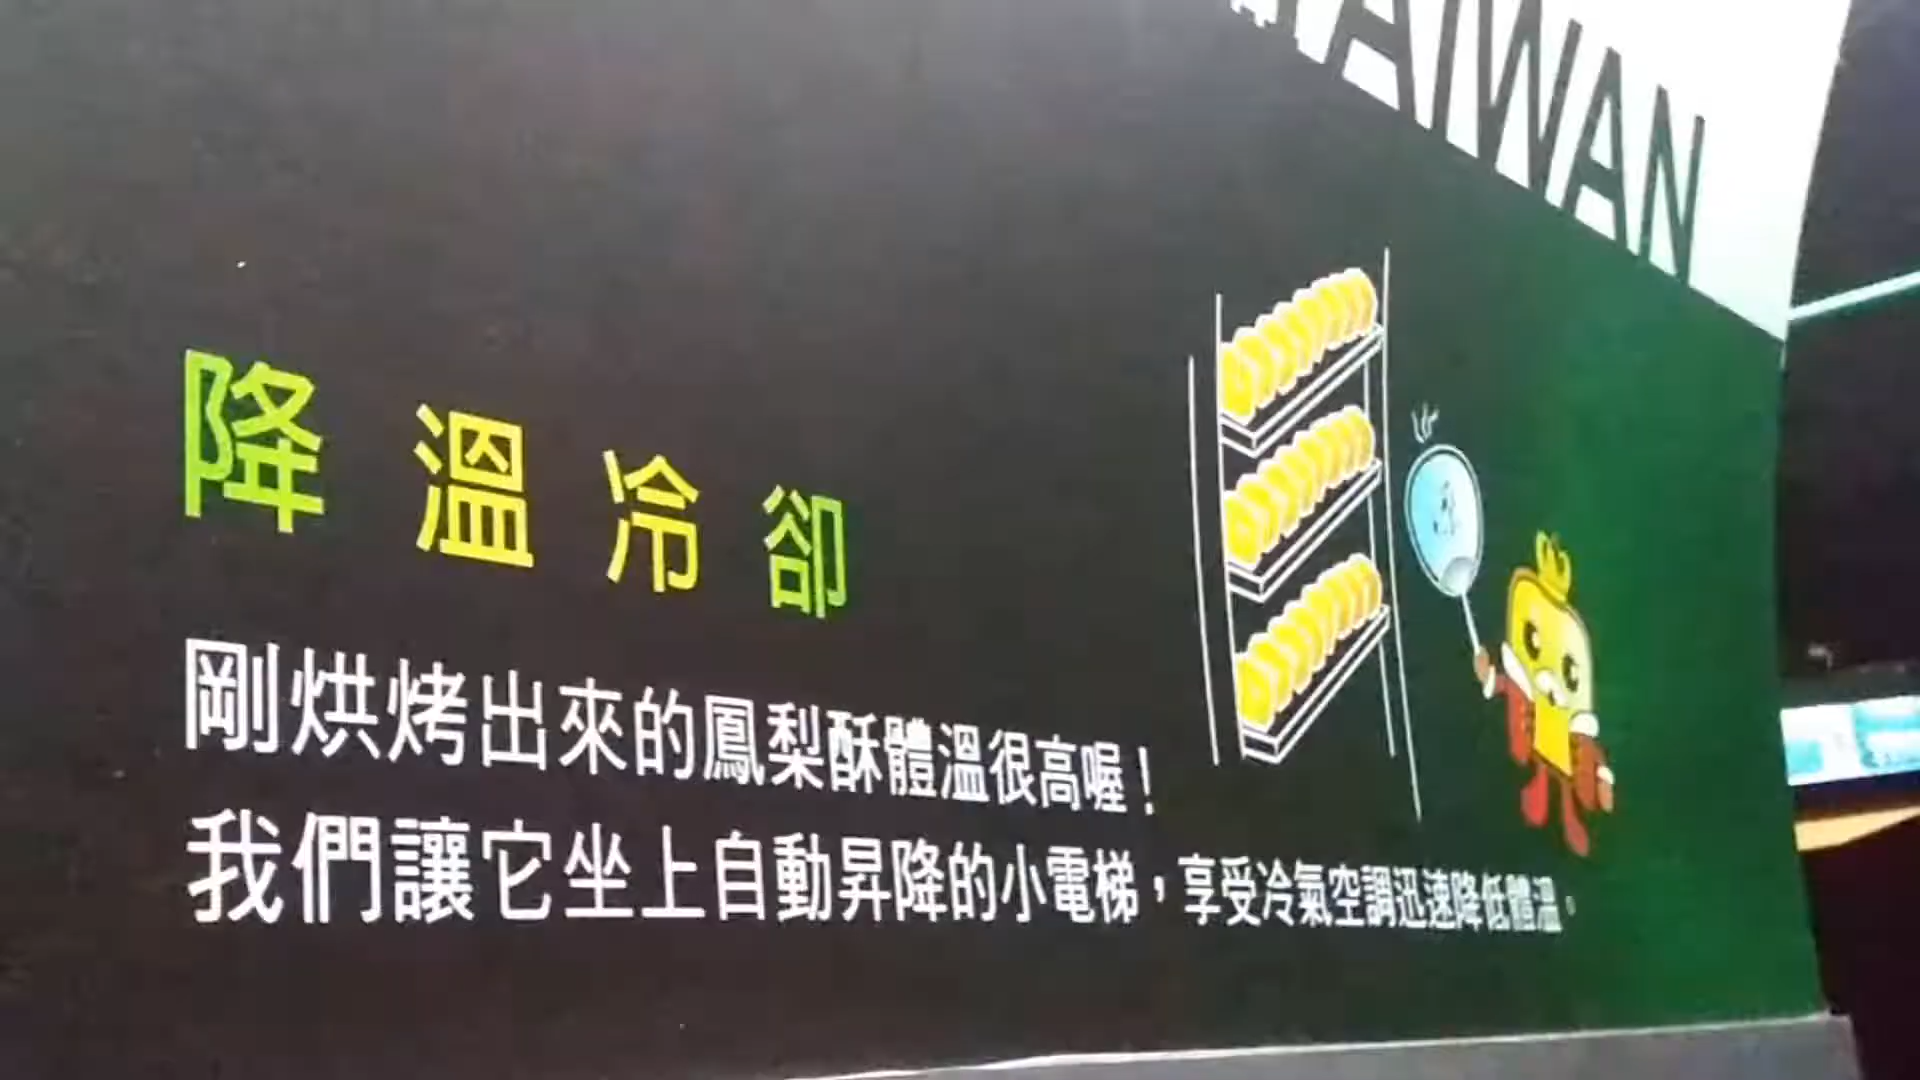 TAIWAN
降溫冷卻
剛烘烤出來的鳳梨酥體溫很高喔！
我們讓它坐上自動昇降的小電梯，享受冷氣空調迅速降低體溫。